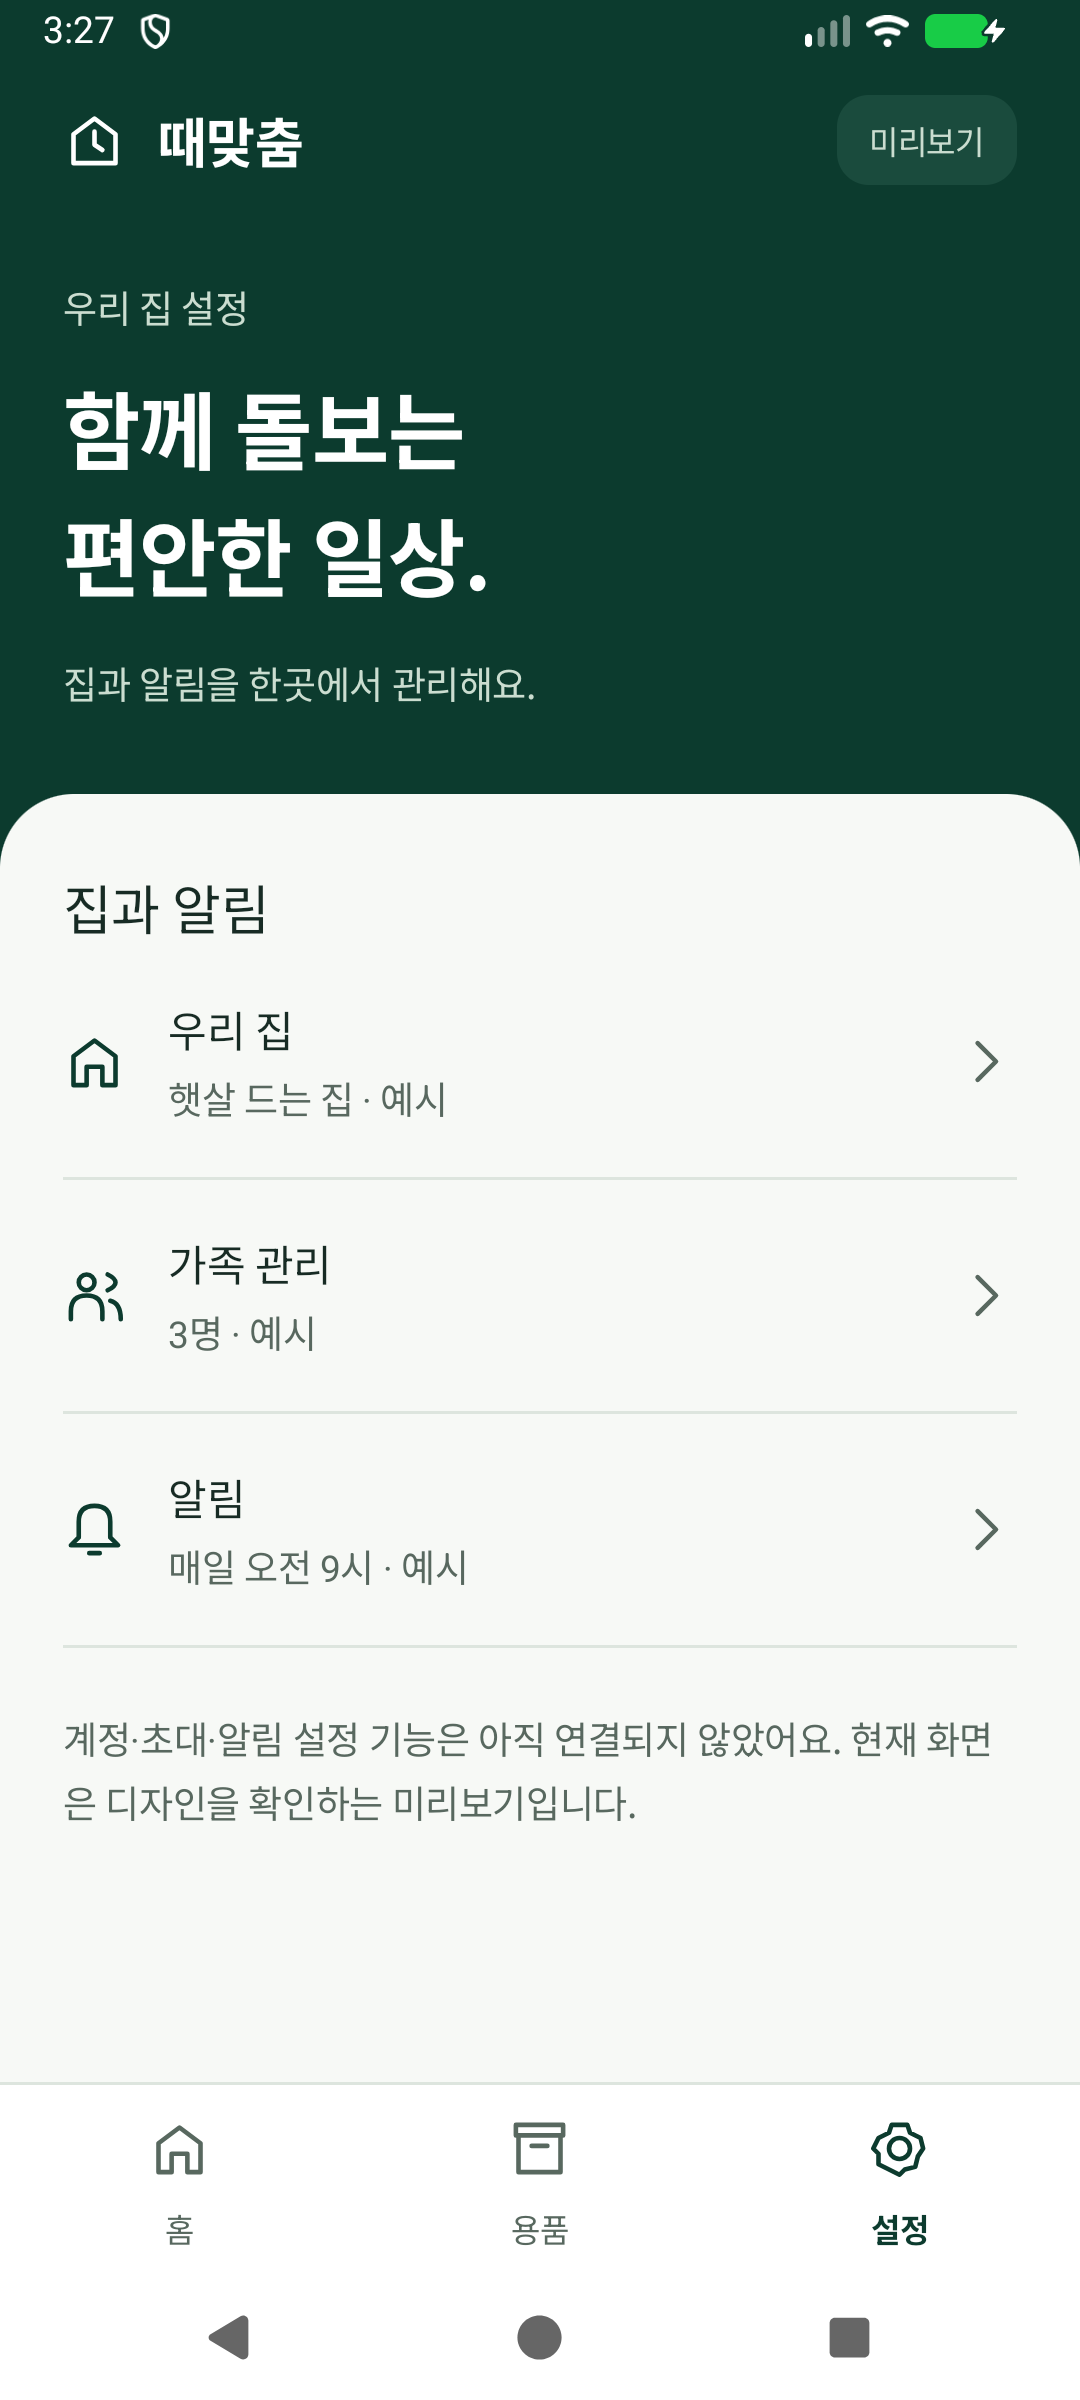 3:27
때맞춤
미리보기
우리 집 설정
함께 돌보는
편안한 일상.
집과 알림을 한곳에서 관리해요.
집과 알림
우리 집
햇살 드는 집 · 예시
가족 관리
3명 · 예시
알림
매일 오전 9시 · 예시
계정·초대·알림 설정 기능은 아직 연결되지 않았어요. 현재 화면
은 디자인을 확인하는 미리보기입니다.
홈
용품
설정